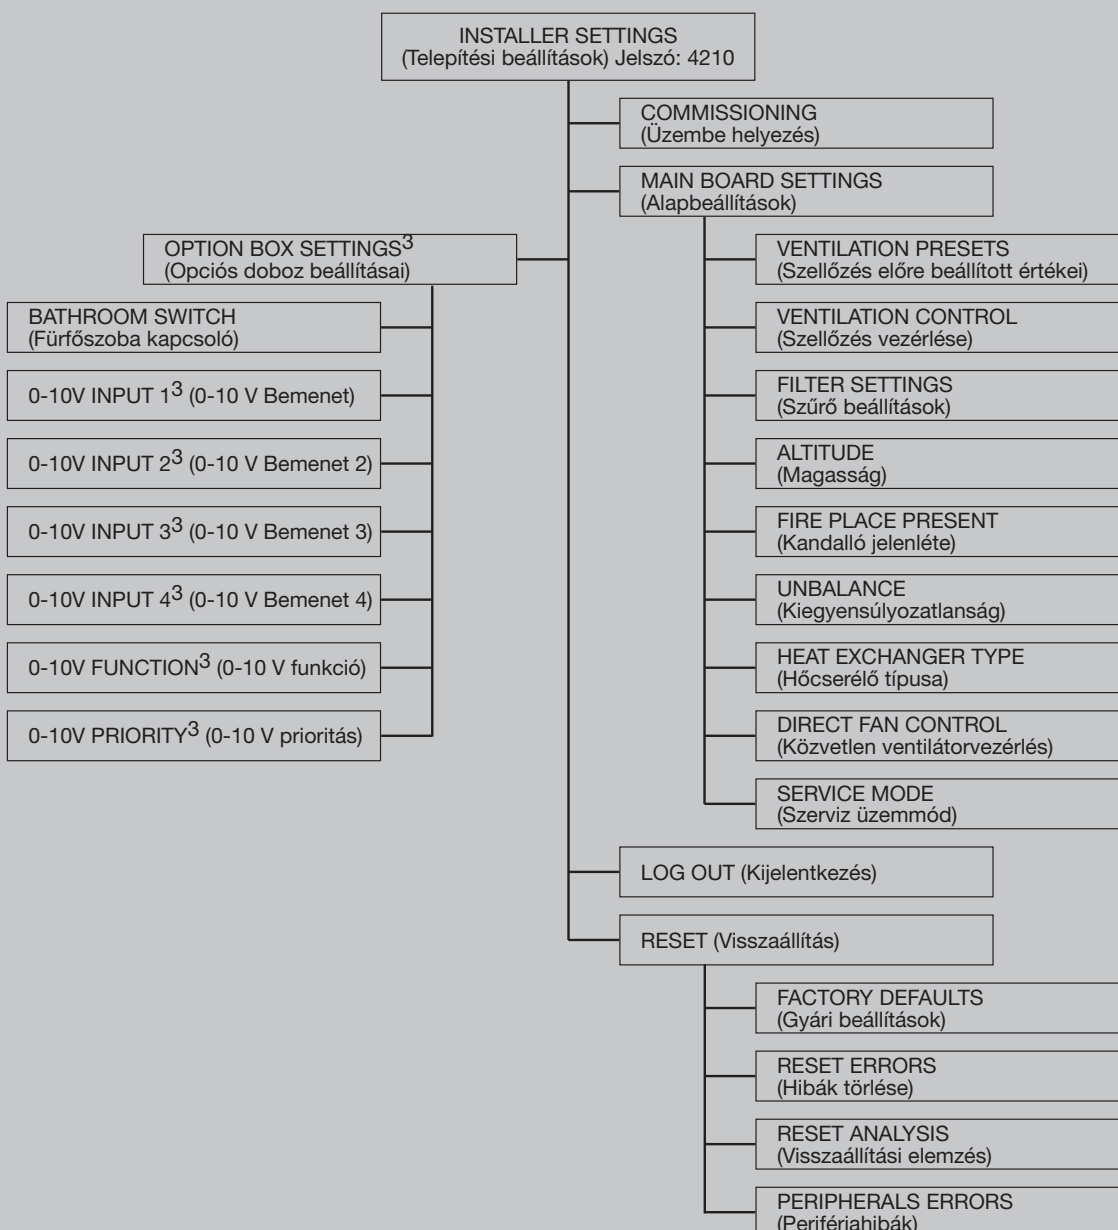 INSTALLER SETTINGS
(Telepítési beállítások) Jelszó: 4210
COMMISSIONING
(Üzembe helyezés)
MAIN BOARD SETTINGS
(Alapbeállítások)
OPTION BOX SETTINGS3
(Opciós doboz beállításai)
BATHROOM SWITCH
(Fürfőszoba kapcsoló)
0-10V INPUT 13 (0-10 V Bemenet)
0-10V INPUT 23 (0-10 V Bemenet 2)
0-10V INPUT 33 (0-10 V Bemenet 3)
0-10V INPUT 43 (0-10 V Bemenet 4)
0-10V FUNCTION3 (0-10 V funkció)
0-10V PRIORITY3 (0-10 V prioritás)
VENTILATION PRESETS
(Szellőzés előre beállított értékei)
VENTILATION CONTROL
(Szellőzés vezérlése)
FILTER SETTINGS
(Szűrő beállítások)
ALTITUDE
(Magasság)
FIRE PLACE PRESENT
(Kandalló jelenléte)
UNBALANCE
(Kiegyensúlyozatlanság)
HEAT EXCHANGER TYPE
(Hőcserélő típusa)
DIRECT FAN CONTROL
(Közvetlen ventilátorvezérlés)
SERVICE MODE
(Szerviz üzemmód)
LOG OUT (Kijelentkezés)
RESET (Visszaállítás)
FACTORY DEFAULTS
(Gyári beállítások)
RESET ERRORS
(Hibák törlése)
RESET ANALYSIS
(Visszaállítási elemzés)
PERIPHERALS ERRORS
(Perifériahibák)